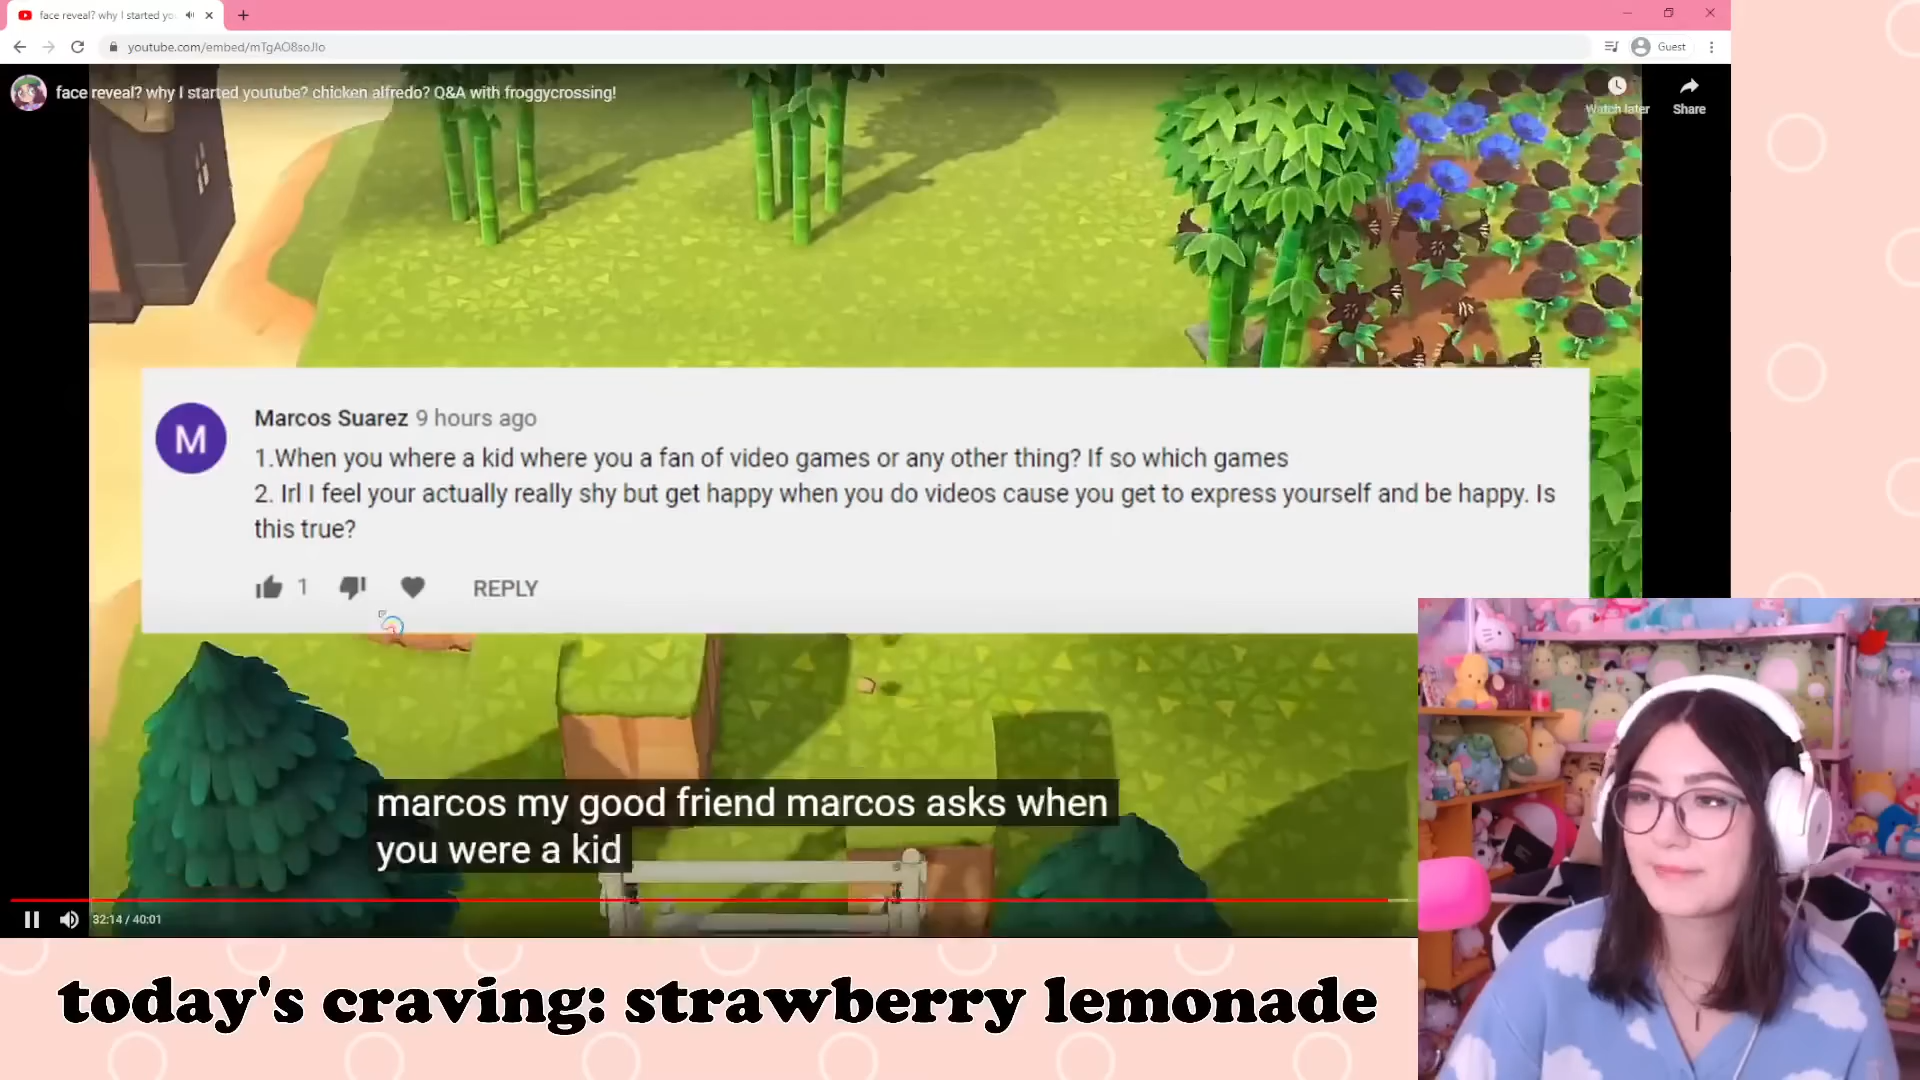 face reveal? why I started yo
youtube.com/embed/mTgAO8soJlo
Guest
face reveal? why I started youtube? chicken alfredo? Q&A with froggycrossing!
Watch later
Share
M
Marcos Suarez 9 hours ago
1.When you where a kid where you a fan of video games or any other thing? If so which games
2. Irl I feel your actually really shy but get happy when you do videos cause you get to express yourself and be happy. Is
this true?
1
REPLY
marcos my good friend marcos asks when
you were a kid
32:14 / 40:01
today's craving: strawberry lemonade